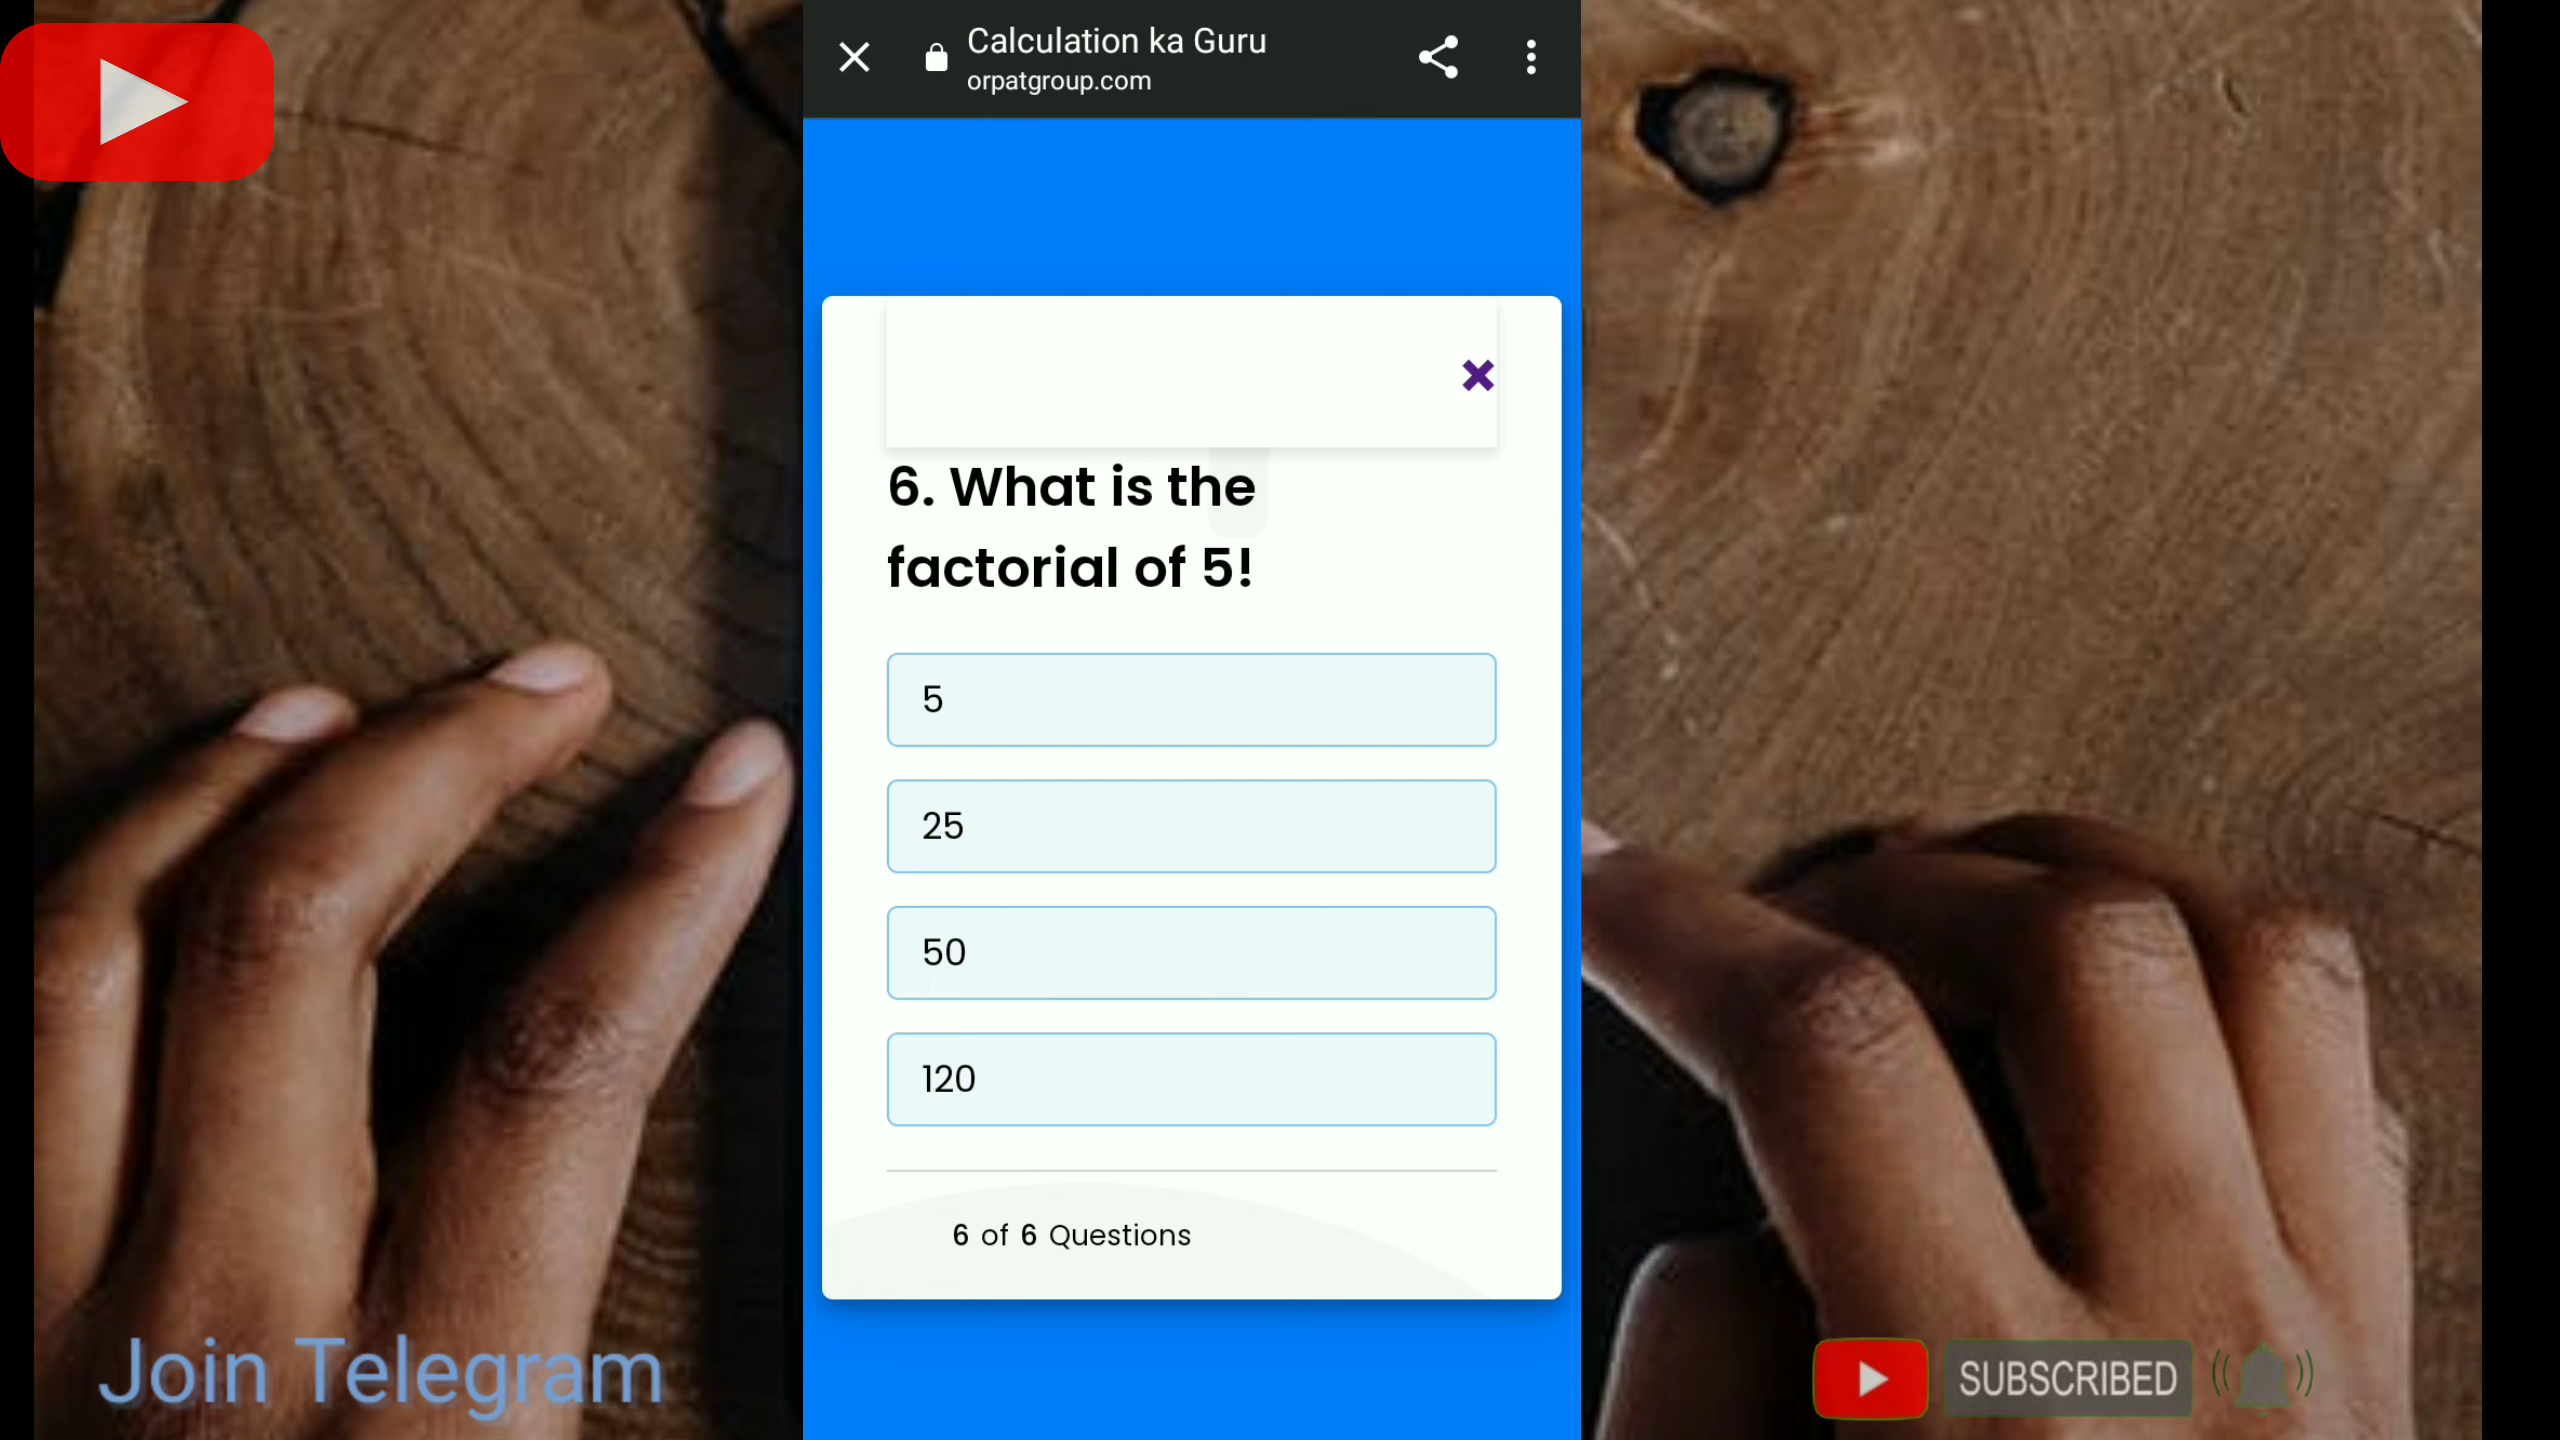 Calculation ka Guru
orpatgroup.com
6. What is the
factorial of 5!
5
25
50
120
6 of 6 Questions
Join Telegram
SUBSCRIBED